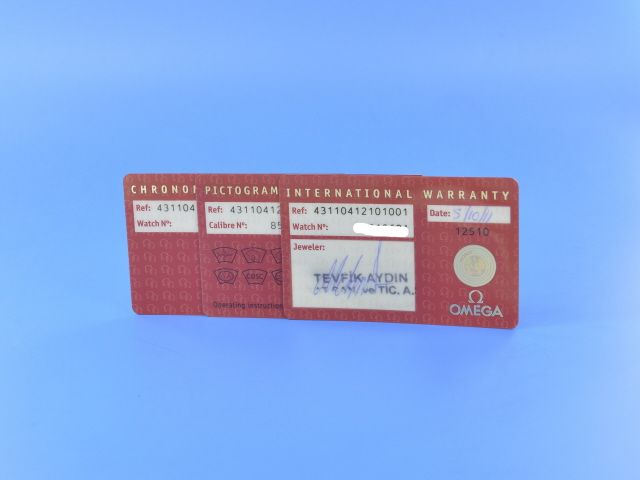 CHRONO
Ref: 431104
Watch Nº:
PICTOGRAM
Ref: 43110412
Calibre Nº: 85
COSC
Operating instruction
INTERNATIONAL WARRANTY
Ref: 43110412101001
Watch Nº:
Jeweler:
TEVFİK AYDIN
ve TİC. A.
Date: 5/10/11
12510
Ω
OMEGA